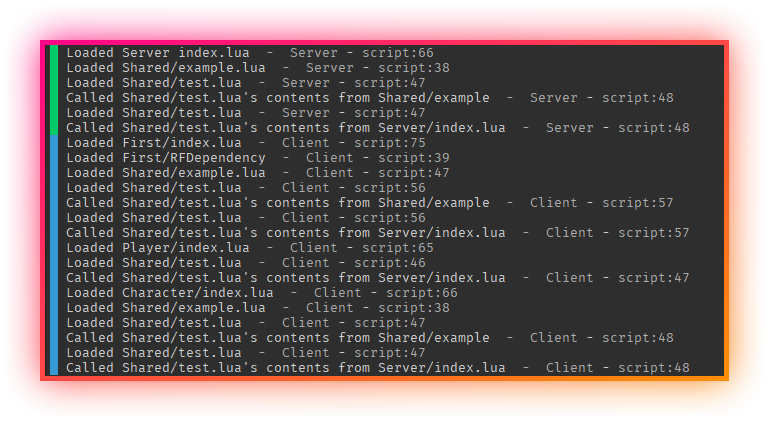 Loaded Server index.lua  -  Server - script:66
Loaded Shared/example.lua  -  Server - script:38
Loaded Shared/test.lua  -  Server - script:47
Called Shared/test.lua's contents from Shared/example  -  Server - script:48
Loaded Shared/test.lua  -  Server - script:47
Called Shared/test.lua's contents from Server/index.lua  -  Server - script:48
Loaded First/index.lua  -  Client - script:75
Loaded First/RFDependency  -  Client - script:39
Loaded Shared/example.lua  -  Client - script:47
Loaded Shared/test.lua  -  Client - script:56
Called Shared/test.lua's contents from Shared/example  -  Client - script:57
Loaded Shared/test.lua  -  Client - script:56
Called Shared/test.lua's contents from Server/index.lua  -  Client - script:57
Loaded Player/index.lua  -  Client - script:65
Loaded Shared/test.lua  -  Client - script:46
Called Shared/test.lua's contents from Server/index.lua  -  Client - script:47
Loaded Character/index.lua  -  Client - script:66
Loaded Shared/example.lua  -  Client - script:38
Loaded Shared/test.lua  -  Client - script:47
Called Shared/test.lua's contents from Shared/example  -  Client - script:48
Loaded Shared/test.lua  -  Client - script:47
Called Shared/test.lua's contents from Server/index.lua  -  Client - script:48